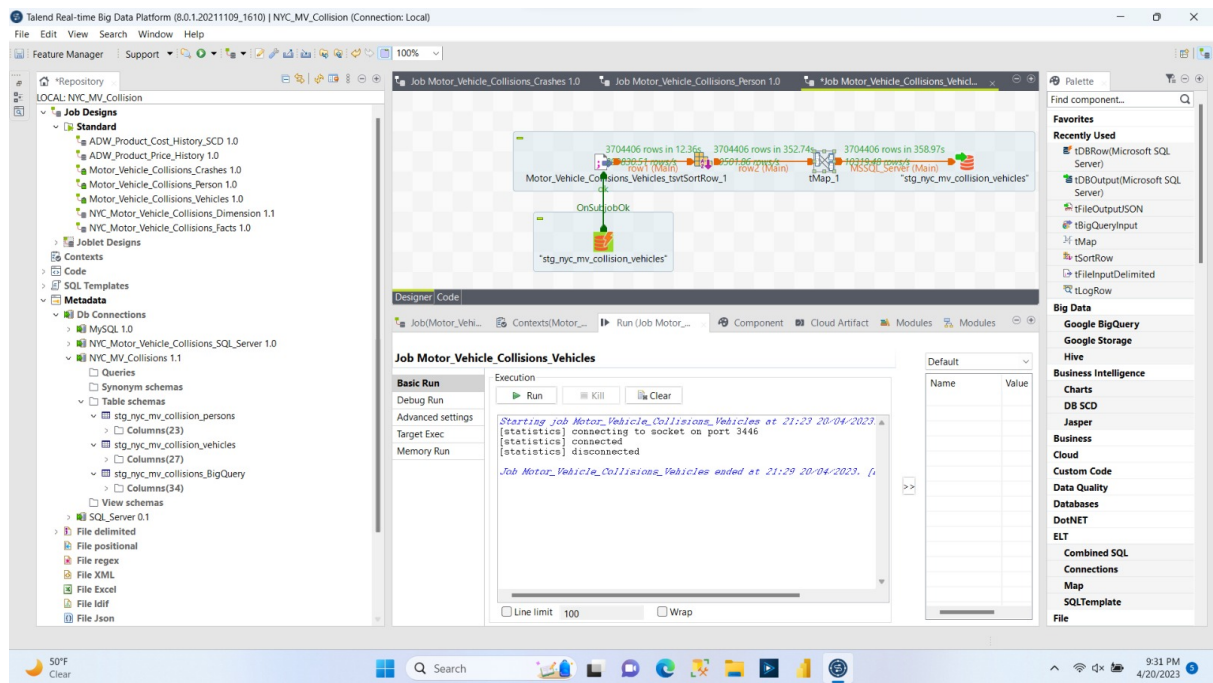 Talend Real-time Big Data Platform (8.0.1.20211109_1610) | NYC_MV_Collision (Connection: Local)
File Edit View Search Window Help
Feature Manager Support 100%
*Repository
LOCAL: NYC_MV_Collision
Job Designs
Standard
ADW_Product_Cost_History_SCD 1.0
ADW_Product_Price_History 1.0
Motor_Vehicle_Collisions_Crashes 1.0
Motor_Vehicle_Collisions_Person 1.0
Motor_Vehicle_Collisions_Vehicles 1.0
NYC_Motor_Vehicle_Collisions_Dimension 1.1
NYC_Motor_Vehicle_Collisions_Facts 1.0
Joblet Designs
Contexts
Code
SQL Templates
Metadata
Db Connections
MySQL 1.0
NYC_Motor_Vehicle_Collisions_SQL_Server 1.0
NYC_MV_Collisions 1.1
Queries
Synonym schemas
Table schemas
stg_nyc_mv_collision_persons
Columns(23)
stg_nyc_mv_collision_vehicles
Columns(27)
stg_nyc_mv_collisions_BigQuery
Columns(34)
View schemas
SQL_Server 0.1
File delimited
File positional
File regex
File XML
File Excel
File ldif
File Json
Job Motor_Vehicle_Collisions_Crashes 1.0 Job Motor_Vehicle_Collisions_Person 1.0 *Job Motor_Vehicle_Collisions_Vehicl...
3704406 rows in 12.36s 3704406 rows in 352.74s 3704406 rows in 358.97s
10501.86 rows/s 10319.48 rows/s
row1 (Main) row2 (Main) MSSQL_Server (Main)
tSortRow_1 tMap_1 "stg_nyc_mv_collision_vehicles"
ok
OnSubjobOk
"stg_nyc_mv_collision_vehicles"
Designer Code
Job(Motor_Vehi... Contexts(Motor_... Run (Job Motor_... Component Cloud Artifact Modules Modules
Job Motor_Vehicle_Collisions_Vehicles
Default
Basic Run
Debug Run
Advanced settings
Target Exec
Memory Run
Execution
Run Kill Clear
Starting job Motor_Vehicle_Collisions_Vehicles at 21:23 20/04/2023.
[statistics] connecting to socket on port 3446
[statistics] connected
[statistics] disconnected
Job Motor_Vehicle_Collisions_Vehicles ended at 21:29 20/04/2023.
Line limit 100 Wrap
>>
Name Value
Palette
Find component...
Favorites
Recently Used
tDBRow(Microsoft SQL
Server)
tDBOutput(Microsoft SQL
Server)
tFileOutputJSON
tBigQueryInput
tMap
tSortRow
tFileInputDelimited
tLogRow
Big Data
Google BigQuery
Google Storage
Hive
Business Intelligence
Charts
DB SCD
Jasper
Business
Cloud
Custom Code
Data Quality
Databases
DotNET
ELT
Combined SQL
Connections
Map
SQLTemplate
File
50°F
Clear
Search
9:31 PM
4/20/2023
5